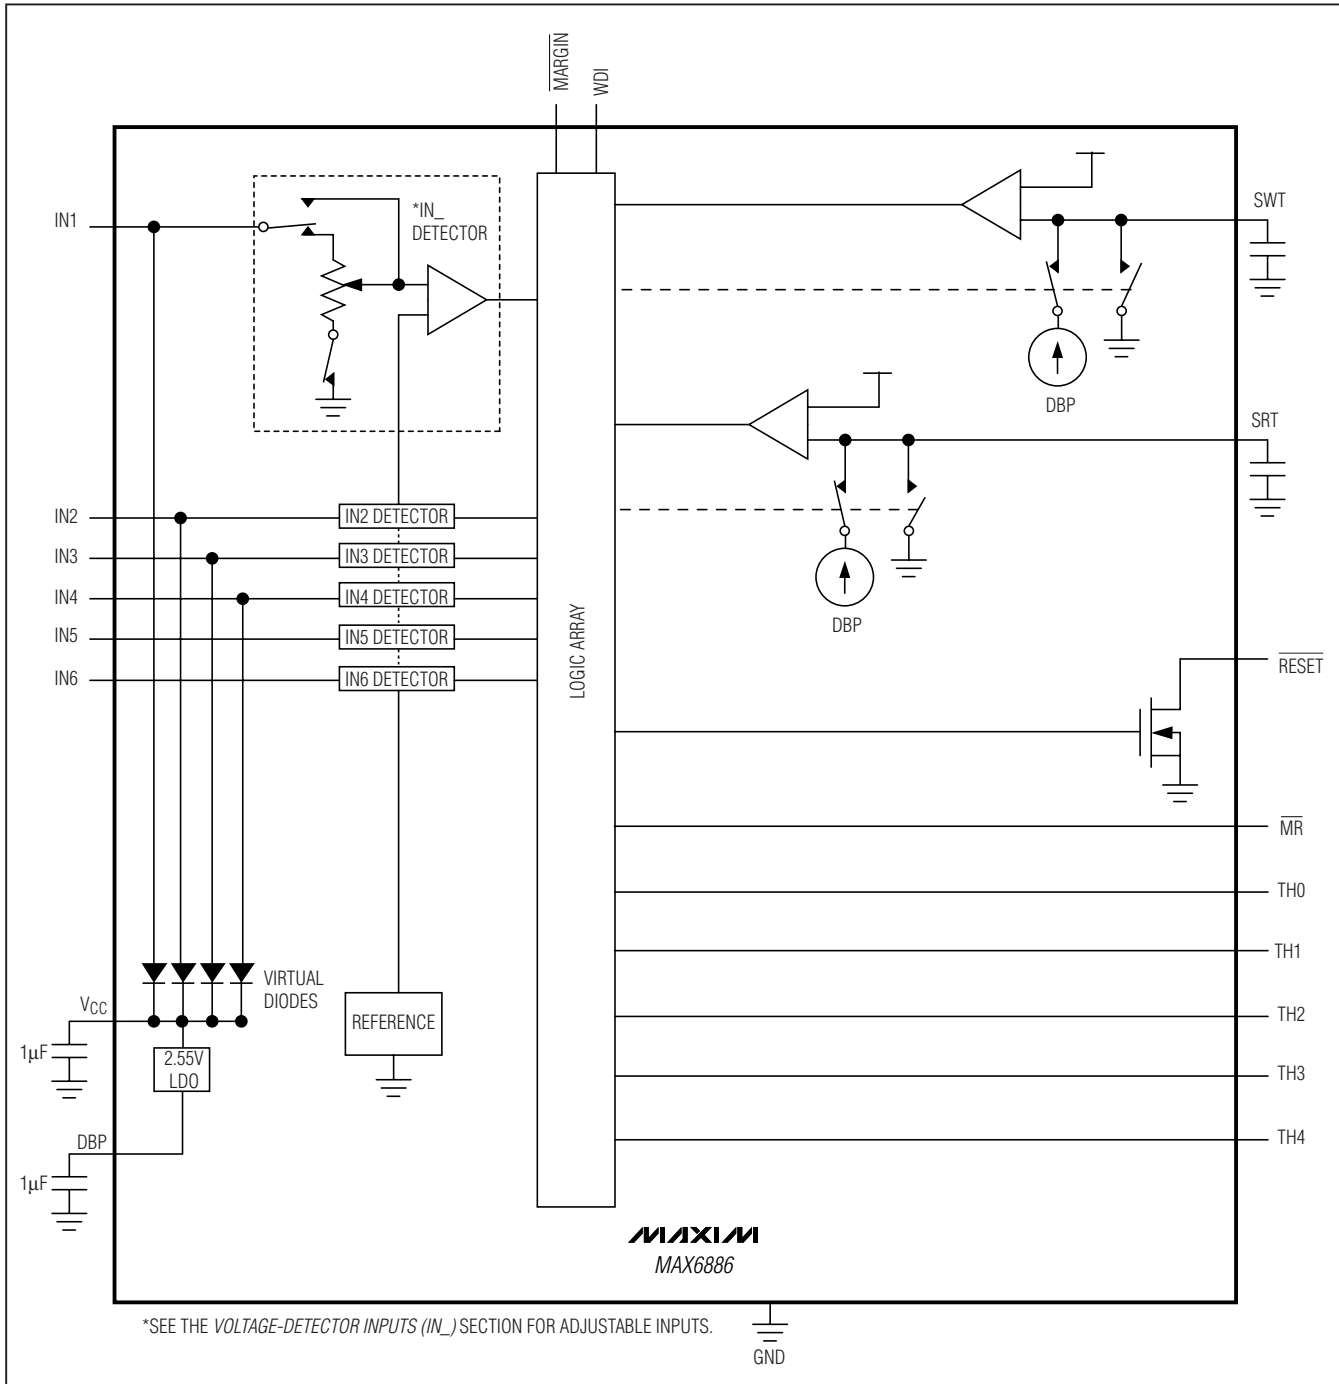 MARGIN
WDI
IN1
*IN_
DETECTOR
SWT
DBP
SRT
DBP
IN2
IN2 DETECTOR
IN3
IN3 DETECTOR
IN4
IN4 DETECTOR
IN5
IN5 DETECTOR
IN6
IN6 DETECTOR
LOGIC ARRAY
RESET
MR
TH0
TH1
TH2
TH3
TH4
VIRTUAL
DIODES
VCC
1μF
2.55V
LDO
REFERENCE
DBP
1μF
MAXIM
MAX6886
*SEE THE VOLTAGE-DETECTOR INPUTS (IN_) SECTION FOR ADJUSTABLE INPUTS.
GND